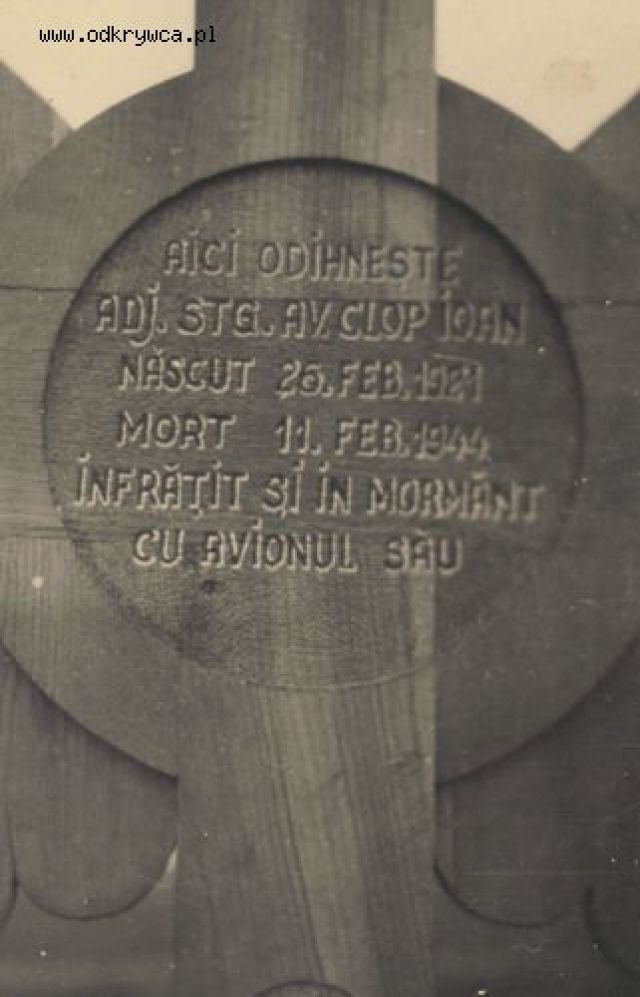 www.odkrywca.pl
AICI ODIHNEȘTE
ADJ. STG. AV. CLOP IOAN
NĂSCUT 26. FEB. 1921
MORT 11. FEB. 1944
ÎNFRĂȚIT ȘI ÎN MORMÂNT
CU AVIONUL SĂU